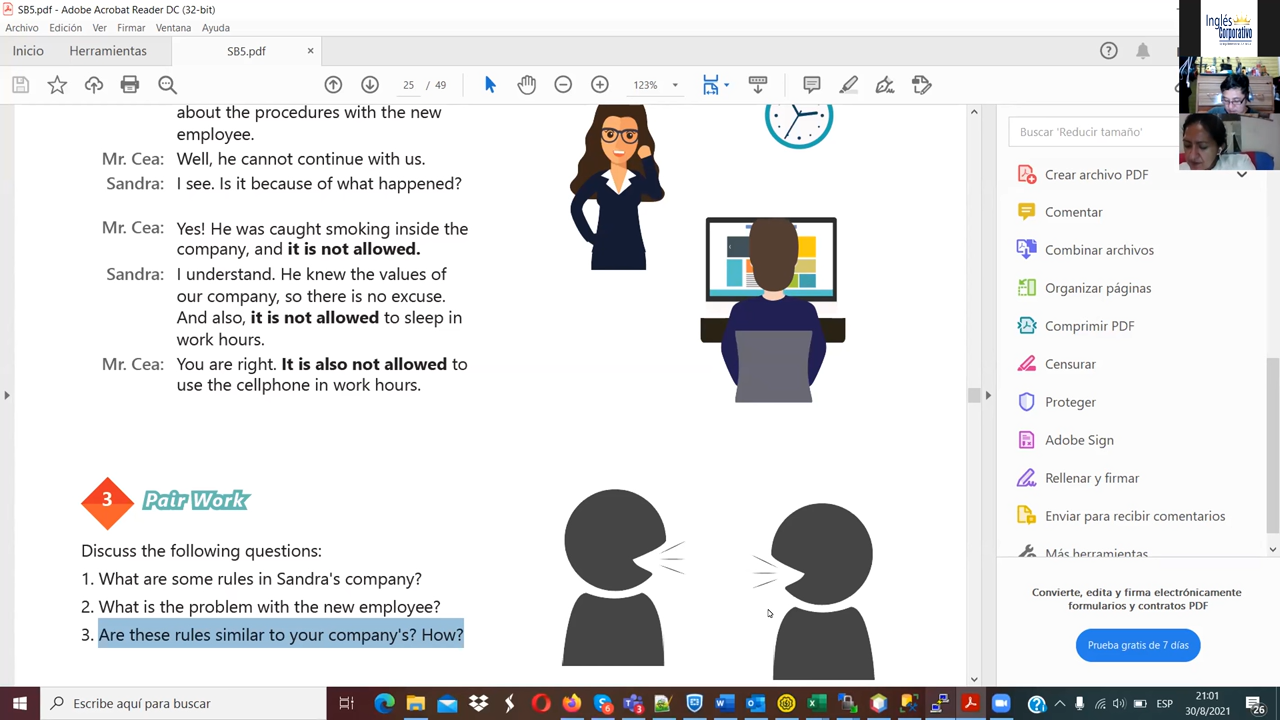 SB5.pdf - Adobe Acrobat Reader DC (32-bit)
Archivo Edición Ver Firmar Ventana Ayuda
Inicio Herramientas SB5.pdf ×
25 / 49 123%
about the procedures with the new
employee.
Mr. Cea: Well, he cannot continue with us.
Sandra: I see. Is it because of what happened?
Mr. Cea: Yes! He was caught smoking inside the
company, and it is not allowed.
Sandra: I understand. He knew the values of
our company, so there is no excuse.
And also, it is not allowed to sleep in
work hours.
Mr. Cea: You are right. It is also not allowed to
use the cellphone in work hours.
3 Pair Work
Discuss the following questions:
1. What are some rules in Sandra's company?
2. What is the problem with the new employee?
3. Are these rules similar to your company's? How?
Inglés
Corporativo
Buscar 'Reducir tamaño'
Crear archivo PDF
Comentar
Combinar archivos
Organizar páginas
Comprimir PDF
Censurar
Proteger
Adobe Sign
Rellenar y firmar
Enviar para recibir comentarios
Más herramientas
Convierte, edita y firma electrónicamente
formularios y contratos PDF
Prueba gratis de 7 días
Escribe aquí para buscar
ESP
21:01
30/8/2021
26